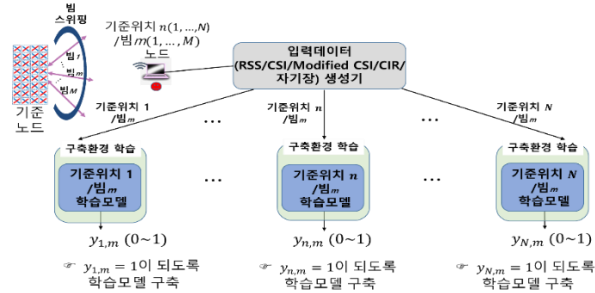 빔
스위핑
빔1
빔m
빔M
기준
노드
기준위치 n(1, …,N)
/빔m(1, …, M)
노드
입력데이터
(RSS/CSI/Modified CSI/CIR/
자기장) 생성기
기준위치 1
/빔m
…
기준위치 n
/빔m
…
기준위치 N
/빔m
구축환경 학습
기준위치 1
/빔m
학습모델
…
구축환경 학습
기준위치 n
/빔m
학습모델
…
구축환경 학습
기준위치 N
/빔m
학습모델
y1,m (0~1)
yn,m (0~1)
yN,m (0~1)
☞ y1,m = 1이 되도록
학습모델 구축
☞ yn,m = 1이 되도록
학습모델 구축
☞ yN,m = 1이 되도록
학습모델 구축